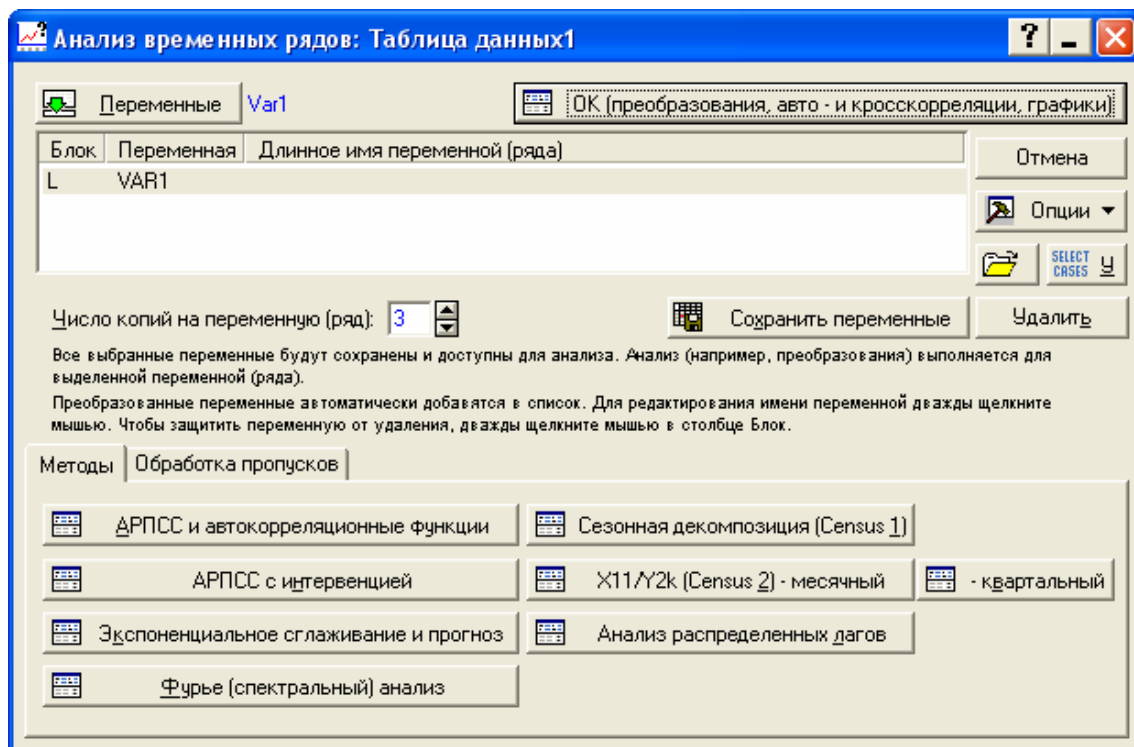 Анализ временных рядов: Таблица данных1
Переменные Var1 ОК (преобразования, авто - и кросскорреляции, графики)
Блок Переменная Длинное имя переменной (ряда)
L VAR1
Отмена
Опции
SELECT CASES У
Число копий на переменную (ряд): 3 Сохранить переменные Удалить
Все выбранные переменные будут сохранены и доступны для анализа. Анализ (например, преобразования) выполняется для
выделенной переменной (ряда).
Преобразованные переменные автоматически добавятся в список. Для редактирования имени переменной дважды щелкните
мышью. Чтобы защитить переменную от удаления, дважды щелкните мышью в столбце Блок.
Методы Обработка пропусков
АРПСС и автокорреляционные функции Сезонная декомпозиция (Census 1)
АРПСС с интервенцией X11/Y2k (Census 2) - месячный - квартальный
Экспоненциальное сглаживание и прогноз Анализ распределенных лагов
Фурье (спектральный) анализ